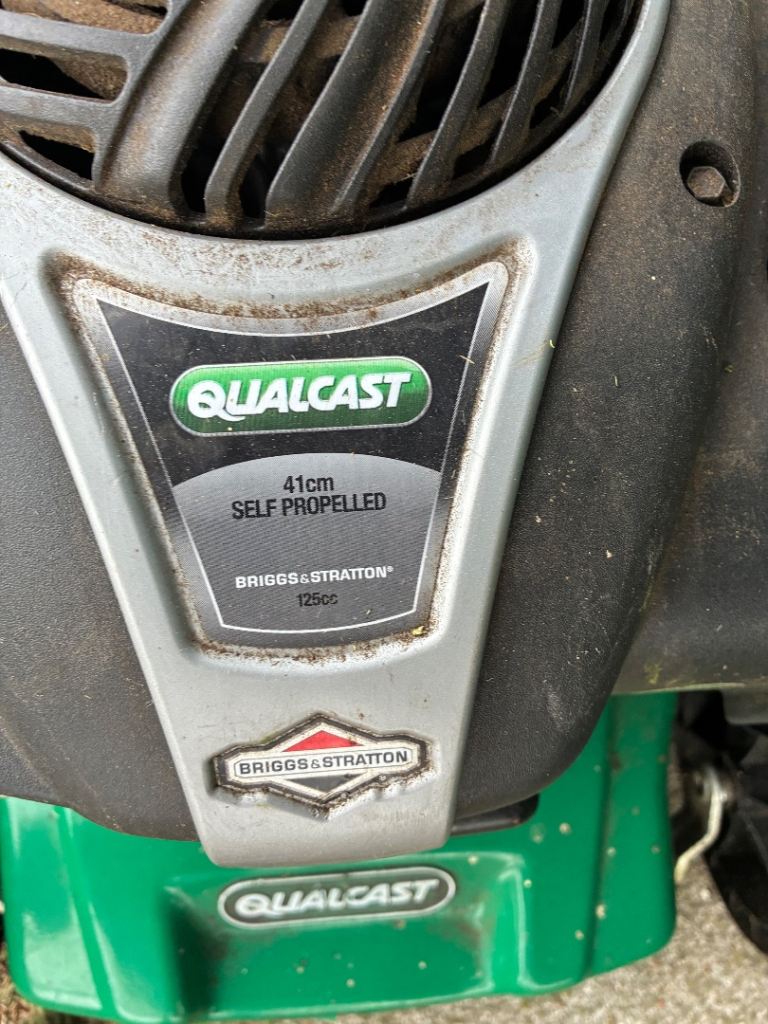 QUALCAST
41cm
SELF PROPELLED
BRIGGS & STRATTON®
125cc
BRIGGS & STRATTON®
QUALCAST